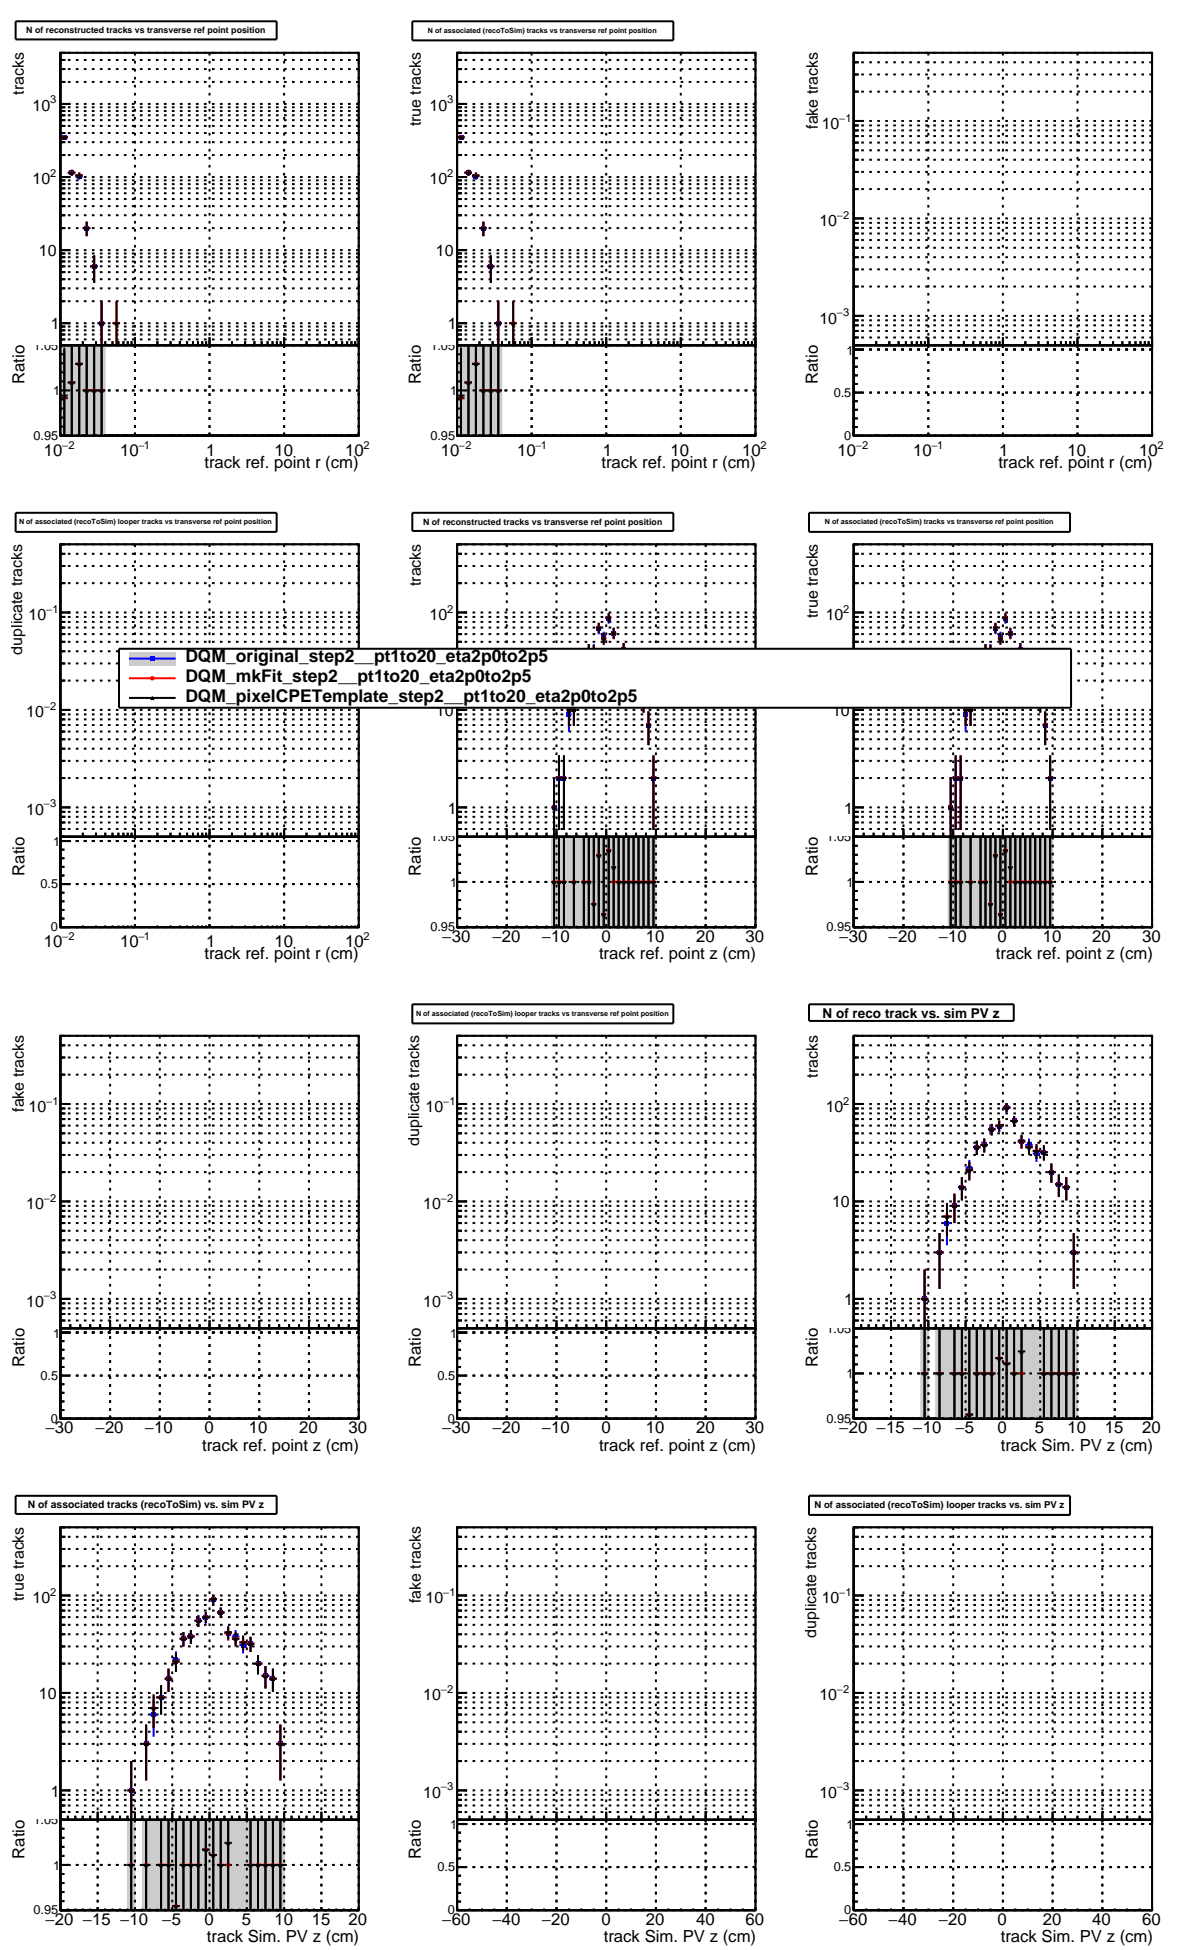 N of reconstructed tracks vs transverse ref point position
N of associated (recoToSim) tracks vs transverse ref point position
tracks
10³
10²
10
1
Ratio
1.05
1
0.95
10⁻² 10⁻¹ 1 10 10²
track ref. point r (cm)
true tracks
10³
10²
10
1
Ratio
1.05
1
0.95
10⁻² 10⁻¹ 1 10 10²
track ref. point r (cm)
fake tracks
10⁻¹
10⁻²
10⁻³
Ratio
1
0.5
0
10⁻² 10⁻¹ 1 10 10²
track ref. point r (cm)
N of associated (recoToSim) looper tracks vs transverse ref point position
N of reconstructed tracks vs transverse ref point position
N of associated (recoToSim) tracks vs transverse ref point position
DQM_original_step2__pt1to20_eta2p0to2p5
DQM_mkFit_step2__pt1to20_eta2p0to2p5
DQM_pixelCPETemplate_step2__pt1to20_eta2p0to2p5
duplicate tracks
10⁻¹
10⁻²
10⁻³
Ratio
1
0.5
0
10⁻² 10⁻¹ 1 10 10²
track ref. point r (cm)
tracks
10²
10
1
Ratio
1.05
1
0.95
−30 −20 −10 0 10 20 30
track ref. point z (cm)
true tracks
10²
10
1
Ratio
1.05
1
0.95
−30 −20 −10 0 10 20 30
track ref. point z (cm)
N of associated (recoToSim) looper tracks vs transverse ref point position
N of reco track vs. sim PV z
fake tracks
10⁻¹
10⁻²
10⁻³
Ratio
1
0.5
0
−30 −20 −10 0 10 20 30
track ref. point z (cm)
duplicate tracks
10⁻¹
10⁻²
10⁻³
Ratio
1
0.5
0
−30 −20 −10 0 10 20 30
track ref. point z (cm)
tracks
10²
10
1
Ratio
1.05
1
0.95
−20 −15 −10 −5 0 5 10 15 20
track Sim. PV z (cm)
N of associated tracks (recoToSim) vs. sim PV z
N of associated (recoToSim) looper tracks vs. sim PV z
true tracks
10²
10
1
Ratio
1.05
1
0.95
−20 −15 −10 −5 0 5 10 15 20
track Sim. PV z (cm)
fake tracks
10⁻¹
10⁻²
10⁻³
Ratio
1
0.5
0
−60 −40 −20 0 20 40 60
track Sim. PV z (cm)
duplicate tracks
10⁻¹
10⁻²
10⁻³
Ratio
1
0.5
0
−60 −40 −20 0 20 40 60
track Sim. PV z (cm)